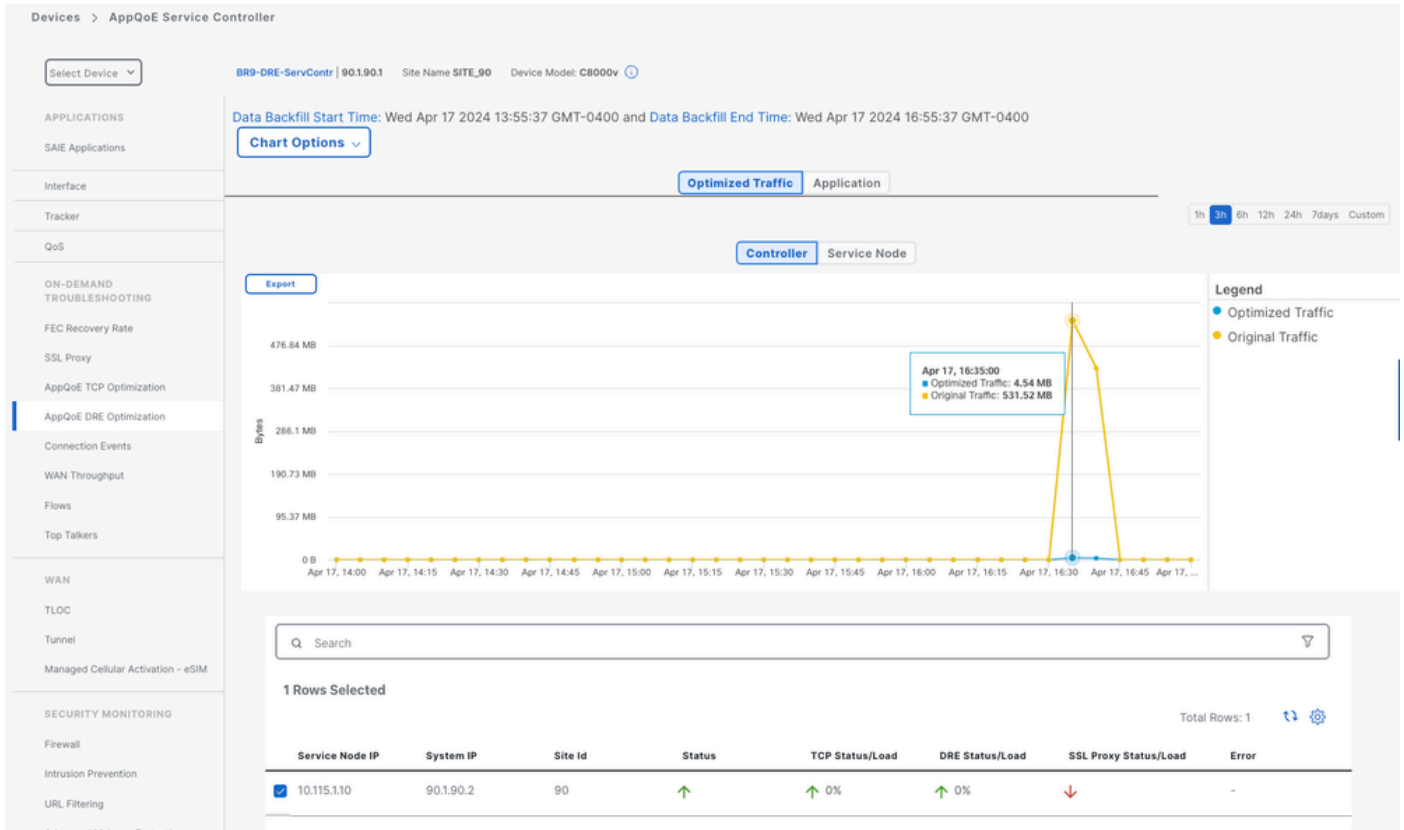 Devices > AppQoE Service Controller
Select Device
BR9-DRE-ServContr | 90.1.90.1 Site Name SITE_90 Device Model: C8000v
APPLICATIONS
SAIE Applications
Interface
Tracker
QoS
ON-DEMAND
TROUBLESHOOTING
FEC Recovery Rate
SSL Proxy
AppQoE TCP Optimization
AppQoE DRE Optimization
Connection Events
WAN Throughput
Flows
Top Talkers
WAN
TLOC
Tunnel
Managed Cellular Activation - eSIM
SECURITY MONITORING
Firewall
Intrusion Prevention
URL Filtering
Data Backfill Start Time: Wed Apr 17 2024 13:55:37 GMT-0400 and Data Backfill End Time: Wed Apr 17 2024 16:55:37 GMT-0400
Chart Options
Optimized Traffic Application
1h 3h 6h 12h 24h 7days Custom
Controller Service Node
Export
Legend
Optimized Traffic
Original Traffic
Bytes
476.84 MB
381.47 MB
286.1 MB
190.73 MB
95.37 MB
0 B
Apr 17, 16:35:00
Optimized Traffic: 4.54 MB
Original Traffic: 531.52 MB
Apr 17, 14:00 Apr 17, 14:15 Apr 17, 14:30 Apr 17, 14:45 Apr 17, 15:00 Apr 17, 15:15 Apr 17, 15:30 Apr 17, 15:45 Apr 17, 16:00 Apr 17, 16:15 Apr 17, 16:30 Apr 17, 16:45 Apr 17, ...
Search
1 Rows Selected
Total Rows: 1
Service Node IP System IP Site Id Status TCP Status/Load DRE Status/Load SSL Proxy Status/Load Error
10.115.1.10 90.1.90.2 90 ↑ ↑ 0% ↑ 0% ↓ -